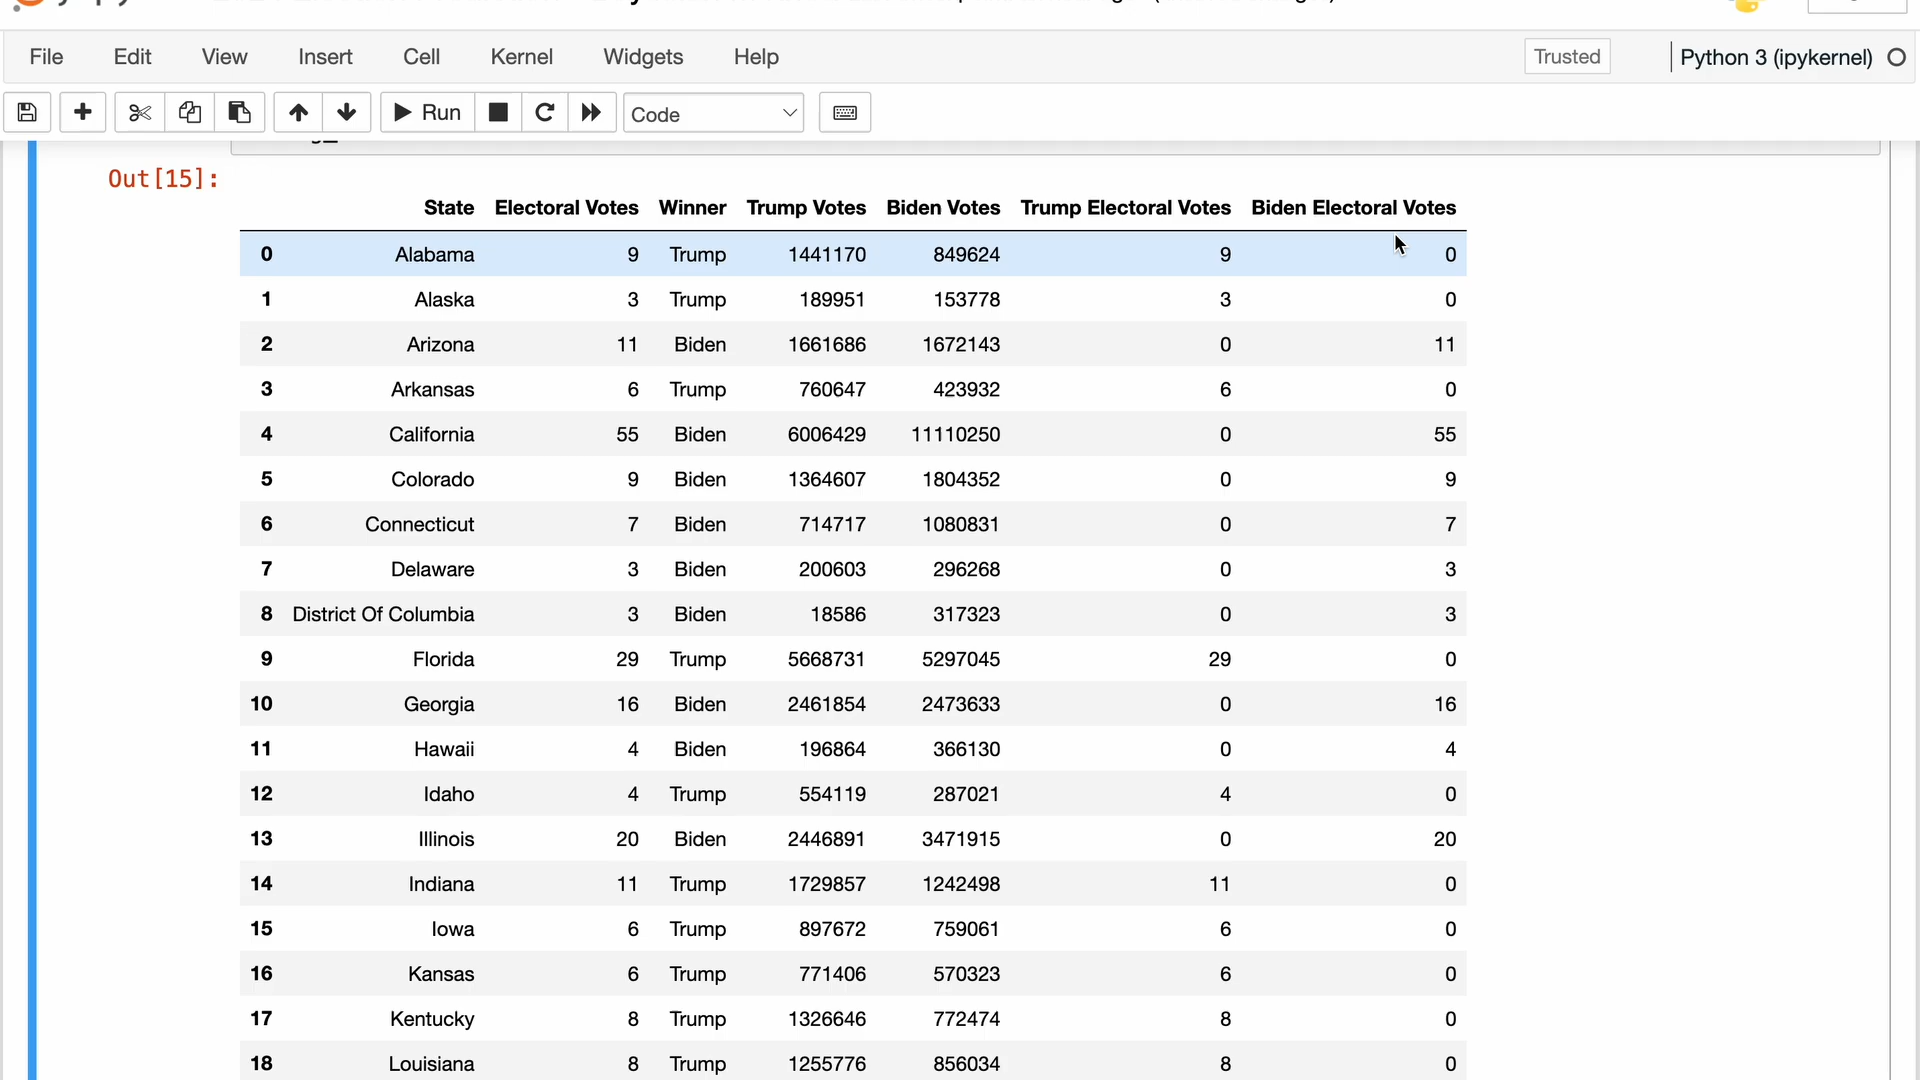 File Edit View Insert Cell Kernel Widgets Help Trusted Python 3 (ipykernel)
Run Code
Out[15]:
State Electoral Votes Winner Trump Votes Biden Votes Trump Electoral Votes Biden Electoral Votes
0 Alabama 9 Trump 1441170 849624 9 0
1 Alaska 3 Trump 189951 153778 3 0
2 Arizona 11 Biden 1661686 1672143 0 11
3 Arkansas 6 Trump 760647 423932 6 0
4 California 55 Biden 6006429 11110250 0 55
5 Colorado 9 Biden 1364607 1804352 0 9
6 Connecticut 7 Biden 714717 1080831 0 7
7 Delaware 3 Biden 200603 296268 0 3
8 District Of Columbia 3 Biden 18586 317323 0 3
9 Florida 29 Trump 5668731 5297045 29 0
10 Georgia 16 Biden 2461854 2473633 0 16
11 Hawaii 4 Biden 196864 366130 0 4
12 Idaho 4 Trump 554119 287021 4 0
13 Illinois 20 Biden 2446891 3471915 0 20
14 Indiana 11 Trump 1729857 1242498 11 0
15 Iowa 6 Trump 897672 759061 6 0
16 Kansas 6 Trump 771406 570323 6 0
17 Kentucky 8 Trump 1326646 772474 8 0
18 Louisiana 8 Trump 1255776 856034 8 0